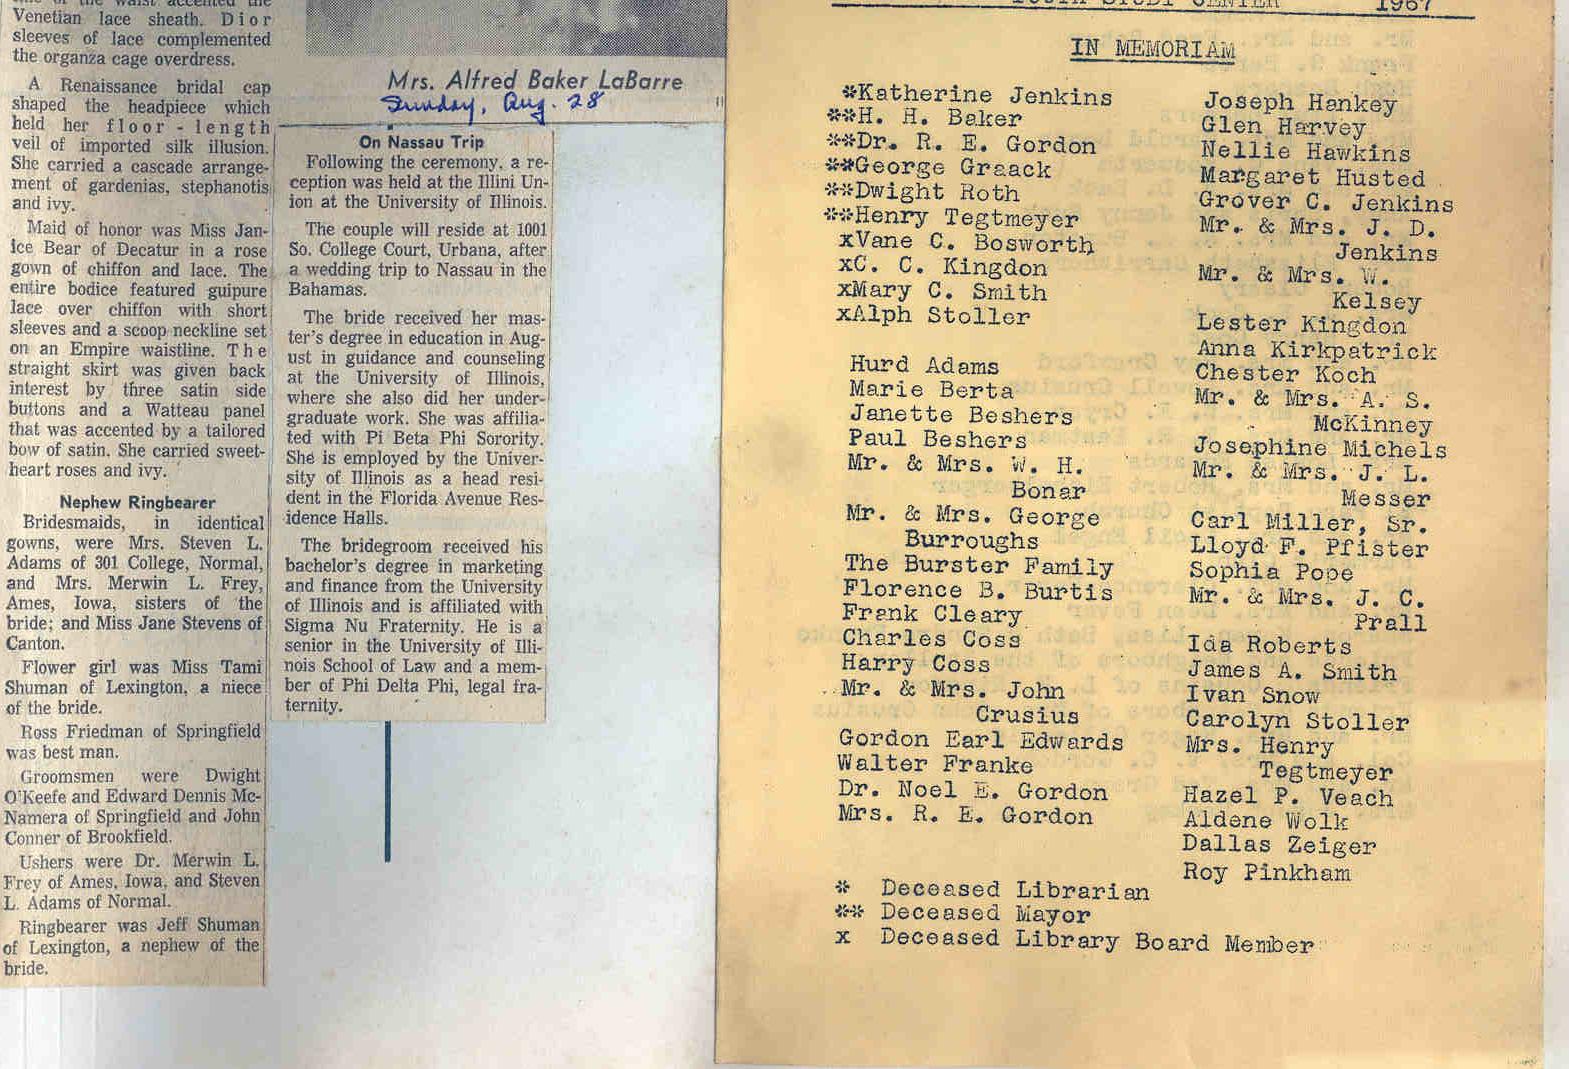 Venetian lace sheath. Dior
sleeves of lace complemented
the organza cage overdress.
A Renaissance bridal cap
shaped the headpiece which
held her floor - length
veil of imported silk illusion.
She carried a cascade arrange-
ment of gardenias, stephanotis
and ivy.
Maid of honor was Miss Jan-
ice Bear of Decatur in a rose
gown of chiffon and lace. The
entire bodice featured guipure
lace over chiffon with short
sleeves and a scoop neckline set
on an Empire waistline. The
straight skirt was given back
interest by three satin side
buttons and a Watteau panel
that was accented by a tailored
bow of satin. She carried sweet-
heart roses and ivy.
Nephew Ringbearer
Bridesmaids, in identical
gowns, were Mrs. Steven L.
Adams of 301 College, Normal,
and Mrs. Merwin L. Frey,
Ames, Iowa, sisters of the
bride; and Miss Jane Stevens of
Canton.
Flower girl was Miss Tami
Shuman of Lexington, a niece
of the bride.
Ross Friedman of Springfield
was best man.
Groomsmen were Dwight
O'Keefe and Edward Dennis Mc-
Namera of Springfield and John
Conner of Brookfield.
Ushers were Dr. Merwin L.
Frey of Ames, Iowa, and Steven
L. Adams of Normal.
Ringbearer was Jeff Shuman
of Lexington, a nephew of the
bride.
Mrs. Alfred Baker LaBarre
Sunday, Aug. 28
On Nassau Trip
Following the ceremony, a re-
ception was held at the Illini Un-
ion at the University of Illinois.
The couple will reside at 1001
So. College Court, Urbana, after
a wedding trip to Nassau in the
Bahamas.
The bride received her mas-
ter's degree in education in Aug-
ust in guidance and counseling
at the University of Illinois,
where she also did her under-
graduate work. She was affilia-
ted with Pi Beta Phi Sorority.
She is employed by the Univer-
sity of Illinois as a head resi-
dent in the Florida Avenue Res-
idence Halls.
The bridegroom received his
bachelor's degree in marketing
and finance from the University
of Illinois and is affiliated with
Sigma Nu Fraternity. He is a
senior in the University of Illi-
nois School of Law and a mem-
ber of Phi Delta Phi, legal fra-
ternity.
STUDY CENTER 1967
IN MEMORIAM
*Katherine Jenkins
**H. H. Baker
**Dr. R. E. Gordon
**George Graack
**Dwight Roth
**Henry Tegtmeyer
xVane C. Bosworth
xC. C. Kingdon
xMary C. Smith
xAlph Stoller
Hurd Adams
Marie Berta
Janette Beshers
Paul Beshers
Mr. & Mrs. W. H.
Bonar
Mr. & Mrs. George
Burroughs
The Burster Family
Florence B. Burtis
Frank Cleary
Charles Coss
Harry Coss
Mr. & Mrs. John
Crusius
Gordon Earl Edwards
Walter Franke
Dr. Noel E. Gordon
Mrs. R. E. Gordon
Joseph Hankey
Glen Harvey
Nellie Hawkins
Margaret Husted
Grover C. Jenkins
Mr. & Mrs. J. D.
Jenkins
Mr. & Mrs. W.
Kelsey
Lester Kingdon
Anna Kirkpatrick
Chester Koch
Mr. & Mrs. A. S.
McKinney
Josephine Michels
Mr. & Mrs. J. L.
Messer
Carl Miller, Sr.
Lloyd F. Pfister
Sophia Pope
Mr. & Mrs. J. C.
Prall
Ida Roberts
James A. Smith
Ivan Snow
Carolyn Stoller
Mrs. Henry
Tegtmeyer
Hazel P. Veach
Aldene Wolk
Dallas Zeiger
Roy Pinkham
* Deceased Librarian
** Deceased Mayor
x Deceased Library Board Member